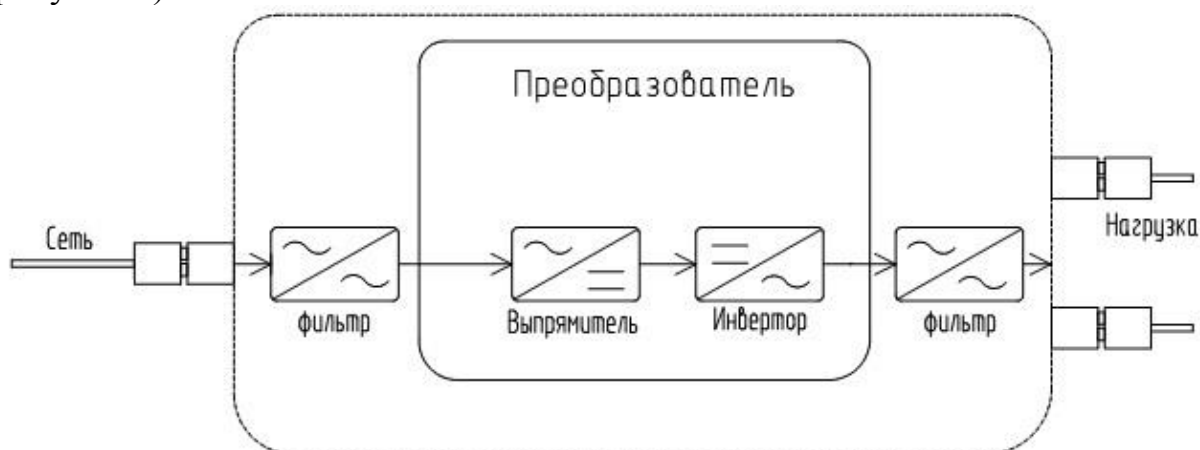 Преобразователь
Сеть
Нагрузка
фильтр
Выпрямитель
Инвертор
фильтр